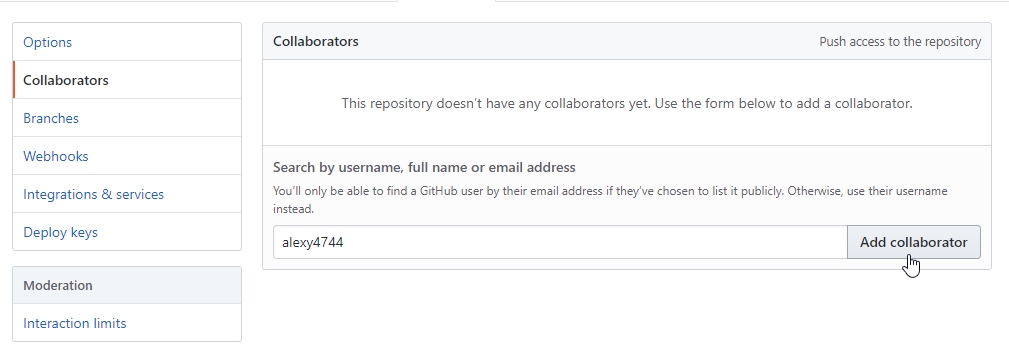 Options
Collaborators
Branches
Webhooks
Integrations & services
Deploy keys
Moderation
Interaction limits
Collaborators
Push access to the repository
This repository doesn't have any collaborators yet. Use the form below to add a collaborator.
Search by username, full name or email address
You'll only be able to find a GitHub user by their email address if they've chosen to list it publicly. Otherwise, use their username
instead.
alexy4744
Add collaborator